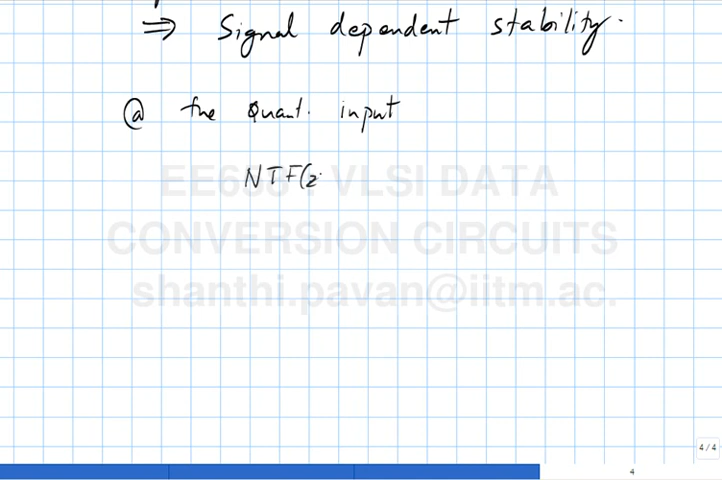 ⇒ Signal dependent stability.
@ the Quant. input
NTF(z
EE658 : VLSI DATA
CONVERSION CIRCUITS
shanthi.pavan@iitm.ac.
4/4
4